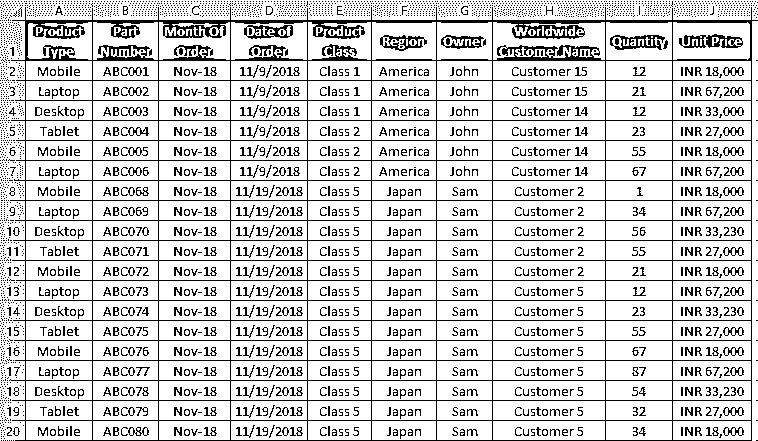 A B C D E F G H I J
1 Product Type Part Number Month Of Order Date of Order Product Class Region Owner Worldwide Customer Name Quantity Unit Price
2 Mobile ABC001 Nov-18 11/9/2018 Class 1 America John Customer 15 12 INR 18,000
3 Laptop ABC002 Nov-18 11/9/2018 Class 1 America John Customer 15 21 INR 67,200
4 Desktop ABC003 Nov-18 11/9/2018 Class 1 America John Customer 14 12 INR 33,000
5 Tablet ABC004 Nov-18 11/9/2018 Class 2 America John Customer 14 23 INR 27,000
6 Mobile ABC005 Nov-18 11/9/2018 Class 2 America John Customer 14 55 INR 18,000
7 Laptop ABC006 Nov-18 11/9/2018 Class 2 America John Customer 14 67 INR 67,200
8 Mobile ABC068 Nov-18 11/19/2018 Class 5 Japan Sam Customer 2 1 INR 18,000
9 Laptop ABC069 Nov-18 11/19/2018 Class 5 Japan Sam Customer 2 34 INR 67,200
10 Desktop ABC070 Nov-18 11/19/2018 Class 5 Japan Sam Customer 2 56 INR 33,230
11 Tablet ABC071 Nov-18 11/19/2018 Class 5 Japan Sam Customer 2 55 INR 27,000
12 Mobile ABC072 Nov-18 11/19/2018 Class 5 Japan Sam Customer 2 21 INR 18,000
13 Laptop ABC073 Nov-18 11/19/2018 Class 5 Japan Sam Customer 5 12 INR 67,200
14 Desktop ABC074 Nov-18 11/19/2018 Class 5 Japan Sam Customer 5 23 INR 33,230
15 Tablet ABC075 Nov-18 11/19/2018 Class 5 Japan Sam Customer 5 55 INR 27,000
16 Mobile ABC076 Nov-18 11/19/2018 Class 5 Japan Sam Customer 5 67 INR 18,000
17 Laptop ABC077 Nov-18 11/19/2018 Class 5 Japan Sam Customer 5 87 INR 67,200
18 Desktop ABC078 Nov-18 11/19/2018 Class 5 Japan Sam Customer 5 54 INR 33,230
19 Tablet ABC079 Nov-18 11/19/2018 Class 5 Japan Sam Customer 5 32 INR 27,000
20 Mobile ABC080 Nov-18 11/19/2018 Class 5 Japan Sam Customer 5 34 INR 18,000